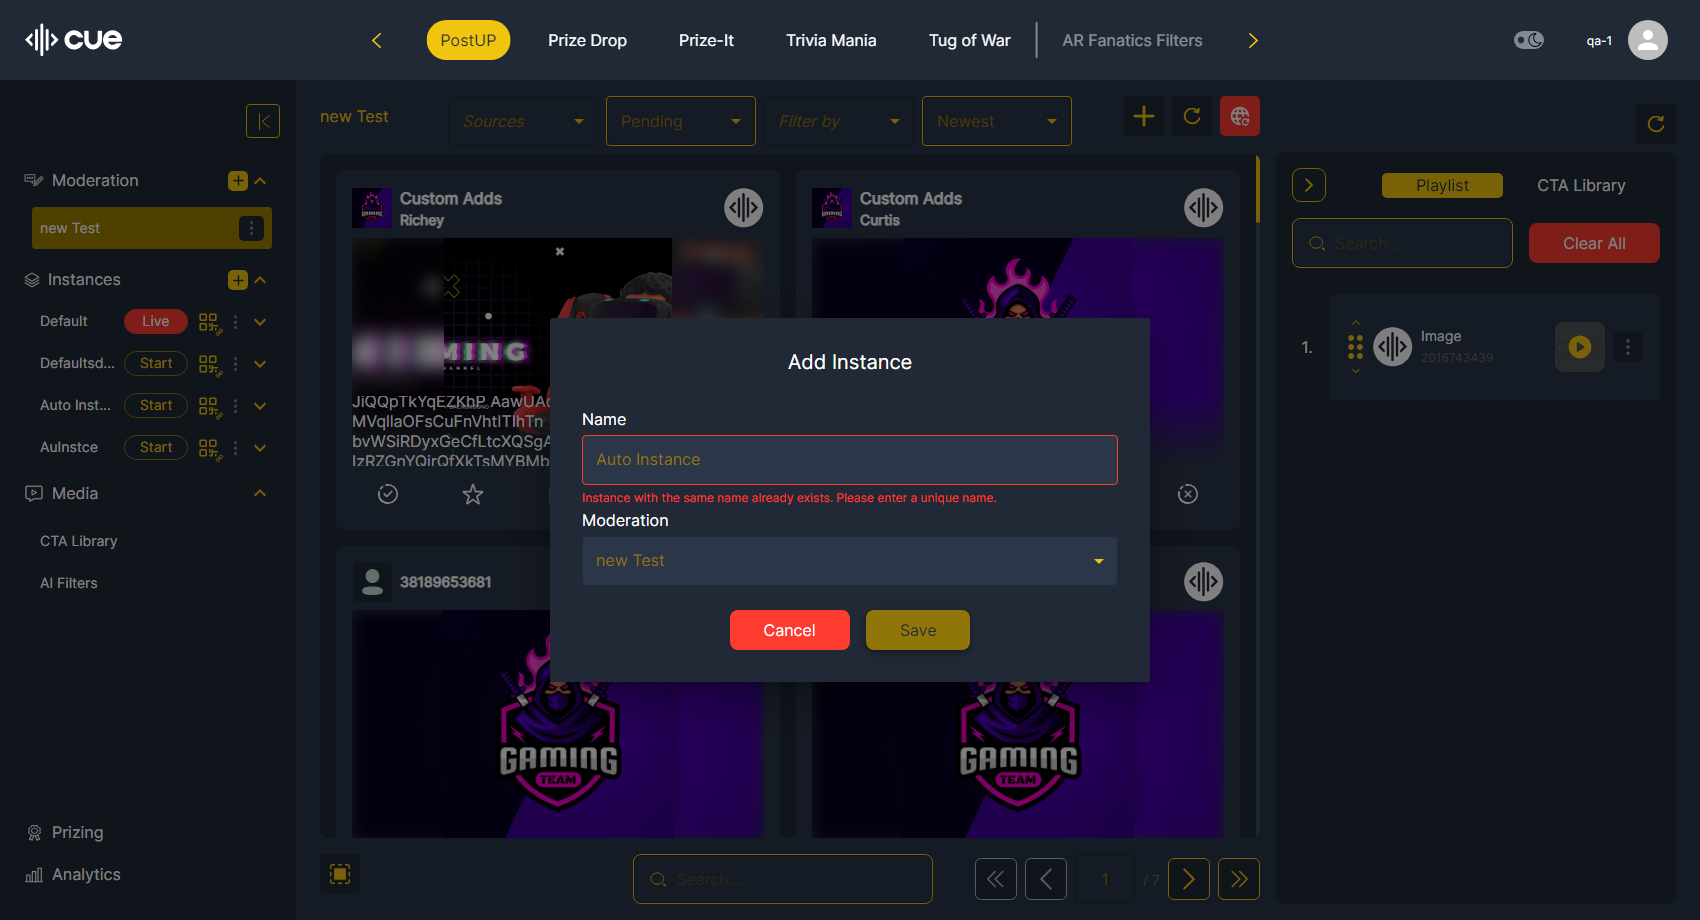 cue
PostUP
Prize Drop
Prize-It
Trivia Mania
Tug of War
AR Fanatics Filters
qa-1
Moderation
new Test
Instances
Default
Live
Defaultsd...
Start
Auto Inst...
Start
AuInstce
Start
Media
CTA Library
AI Filters
Prizing
Analytics
new Test
Sources
Pending
Filter by
Newest
Custom Adds
Richey
JiQQpTkYqEZKhP
MVqllaOFsCuFnVhtITlhTn
bvWSiRDyxGeCfLtcXQSgA
Custom Adds
Curtis
38189653681
GAMING
TEAM
GAMING
TEAM
Add Instance
Name
Auto Instance
Instance with the same name already exists. Please enter a unique name.
Moderation
new Test
Cancel
Save
Search...
1
/ 7
Playlist
CTA Library
Search...
Clear All
1.
Image
2016743439